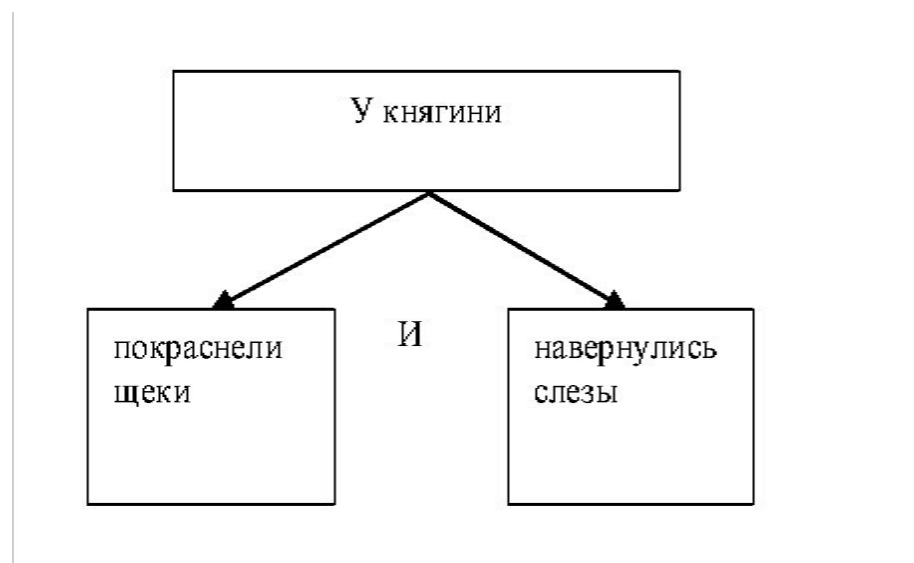 У княгини
покраснели
щеки
И
навернулись
слезы